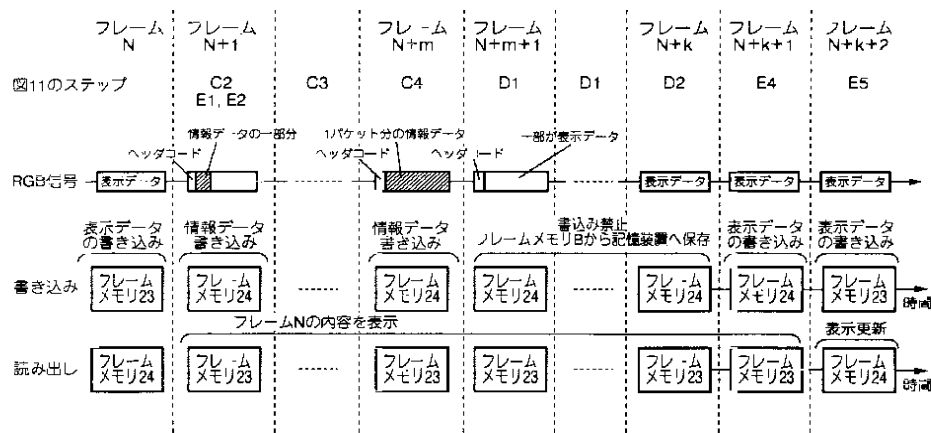 フレーム フレーム フレーム フレーム フレーム フレーム フレーム
N N+1 N+m N+m+1 N+k N+k+1 N+k+2
図11のステップ C2 C3 C4 D1 D1 D2 E4 E5
E1, E2
情報データの一部分 1パケット分の情報データ 一部が表示データ
ヘッダコード ヘッダコード ヘッダコード
RGB信号 表示データ 表示データ 表示データ 表示データ
表示データ 情報データ 情報データ 書込み禁止 表示データ 表示データ
の書き込み 書き込み 書き込み フレームメモリBから記憶装置へ保存 の書き込み の書き込み
書き込み フレーム フレーム フレーム フレーム フレーム フレーム フレーム
メモリ23 メモリ24 メモリ24 メモリ24 メモリ24 メモリ24 メモリ23 時間
フレームNの内容を表示 表示更新
読み出し フレーム フレーム フレーム フレーム フレーム フレーム フレーム
メモリ24 メモリ23 メモリ23 メモリ23 メモリ23 メモリ23 メモリ24 時間